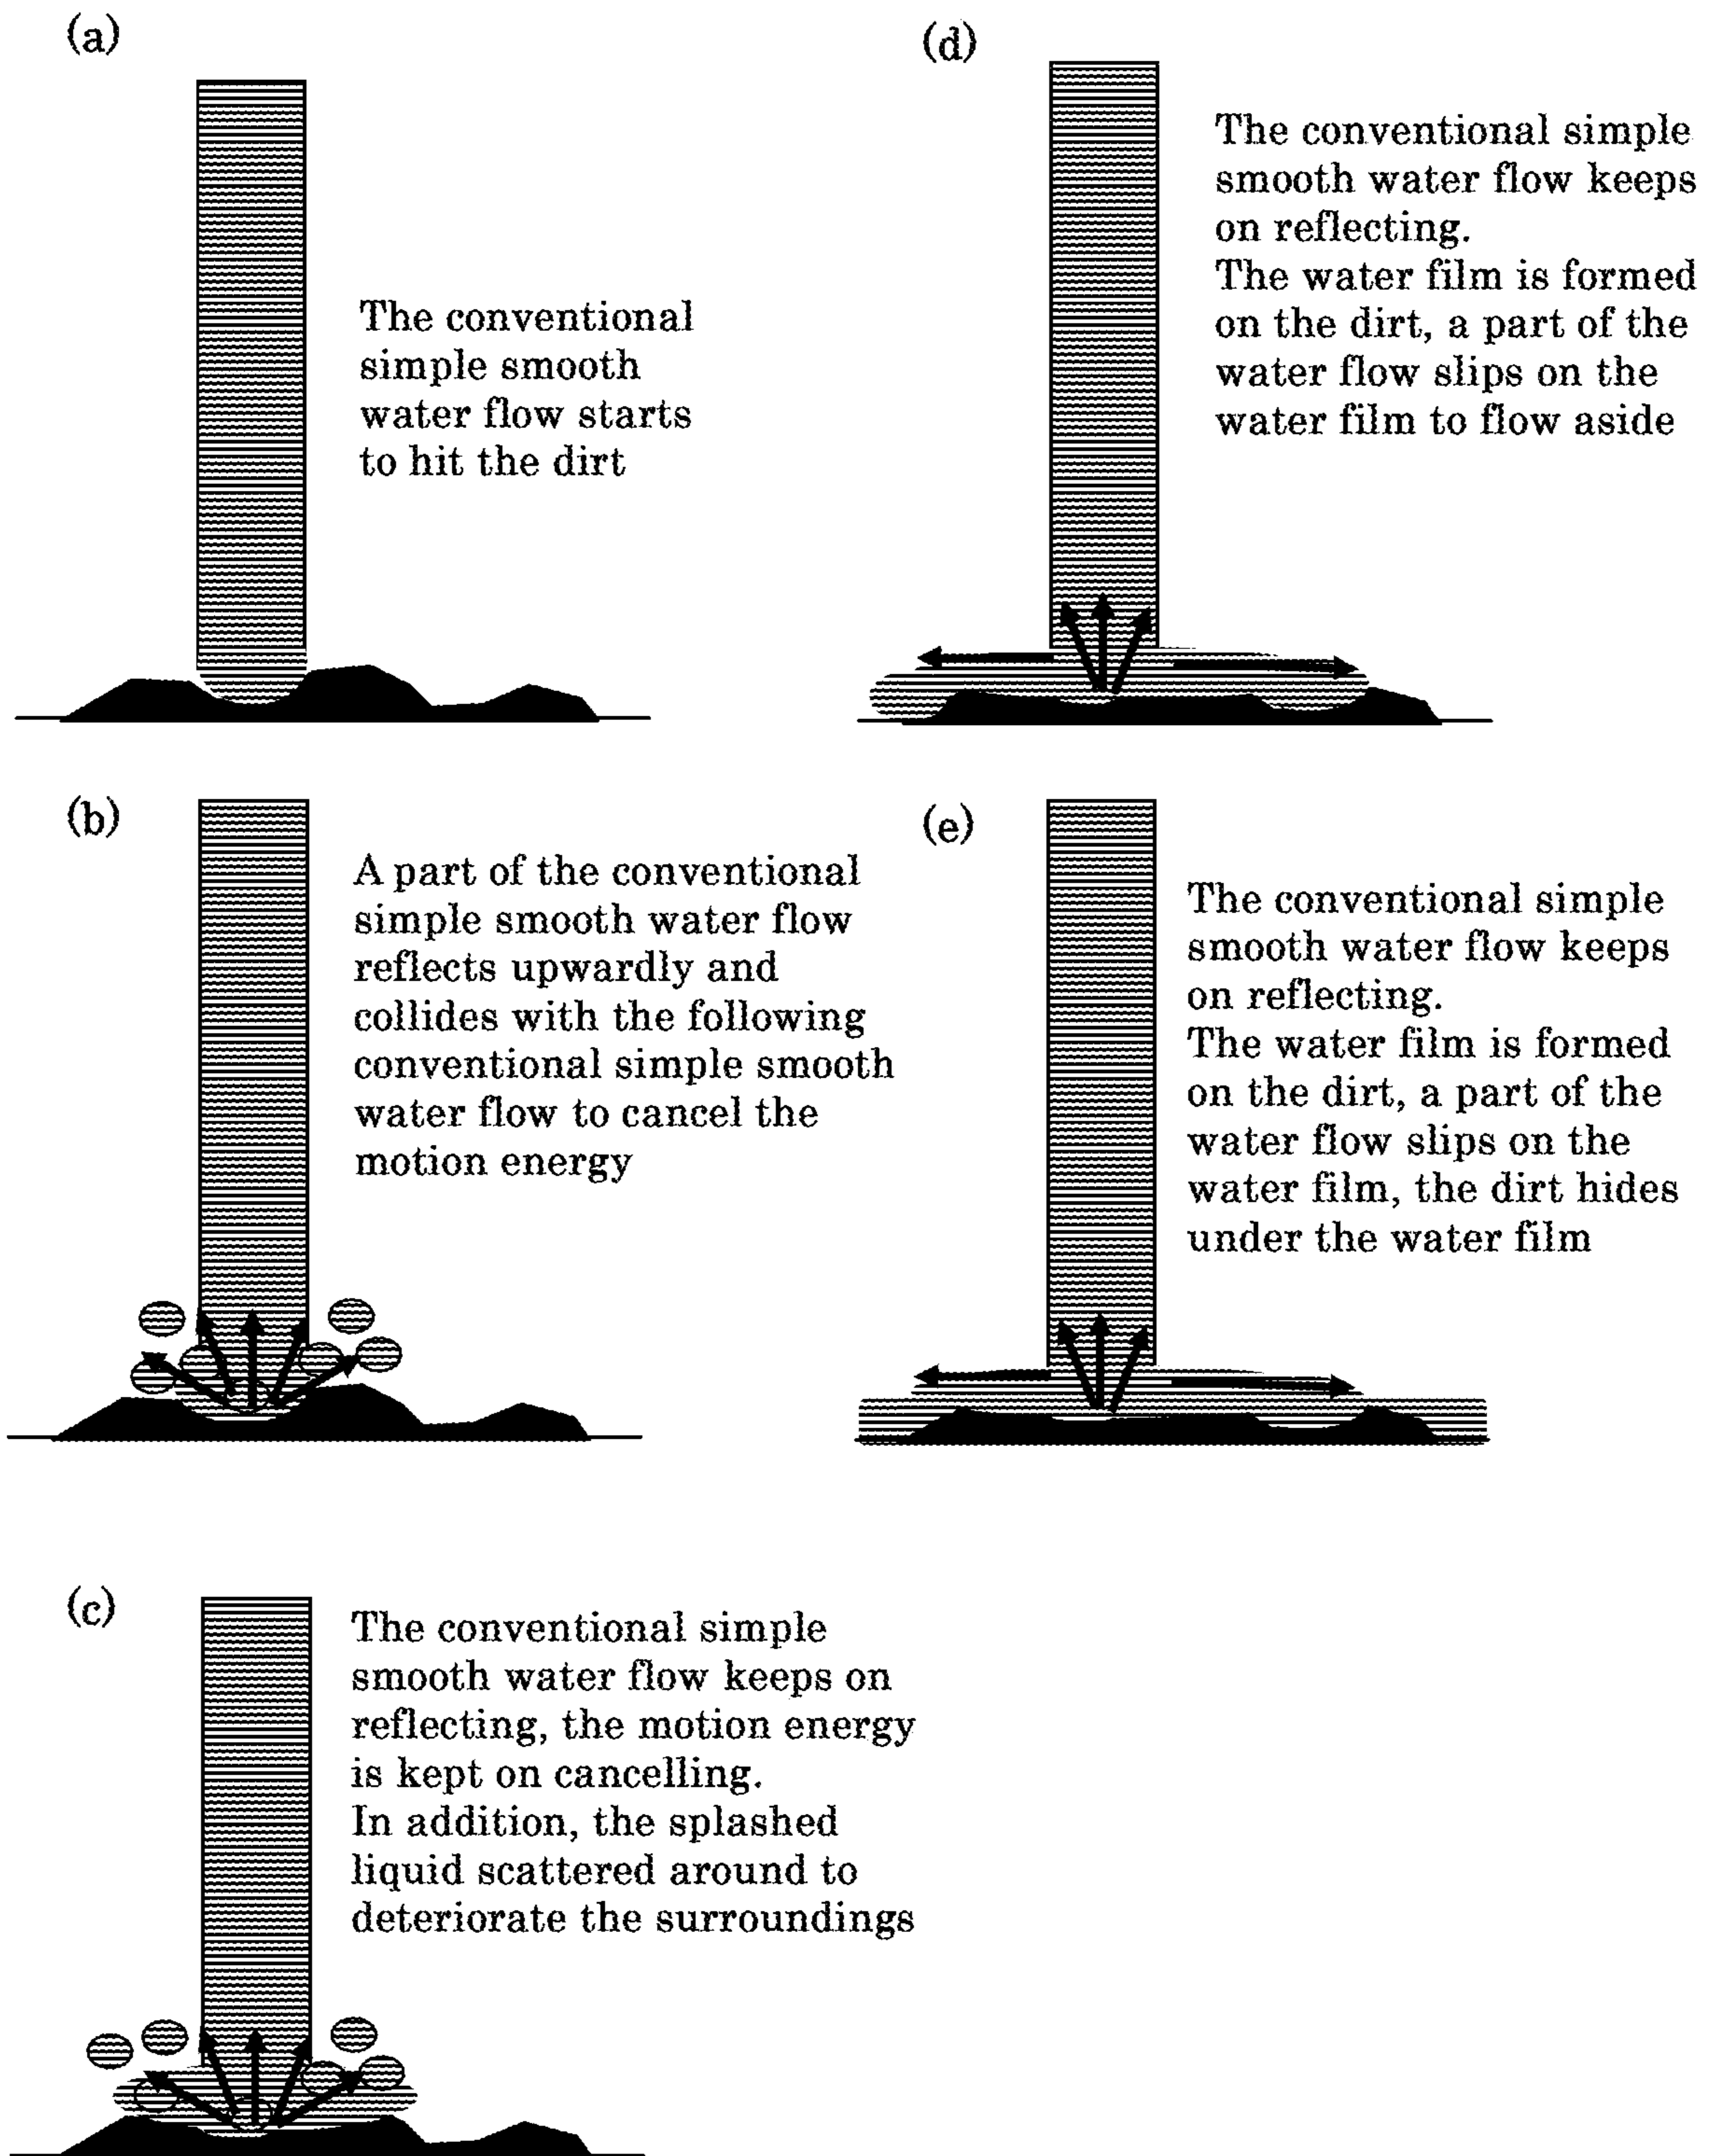 (a)
The conventional
simple smooth
water flow starts
to hit the dirt
(b)
A part of the conventional
simple smooth water flow
reflects upwardly and
collides with the following
conventional simple smooth
water flow to cancel the
motion energy
(c)
The conventional simple
smooth water flow keeps on
reflecting, the motion energy
is kept on cancelling.
In addition, the splashed
liquid scattered around to
deteriorate the surroundings
(d)
The conventional simple
smooth water flow keeps
on reflecting.
The water film is formed
on the dirt, a part of the
water flow slips on the
water film to flow aside
(e)
The conventional simple
smooth water flow keeps
on reflecting.
The water film is formed
on the dirt, a part of the
water flow slips on the
water film, the dirt hides
under the water film